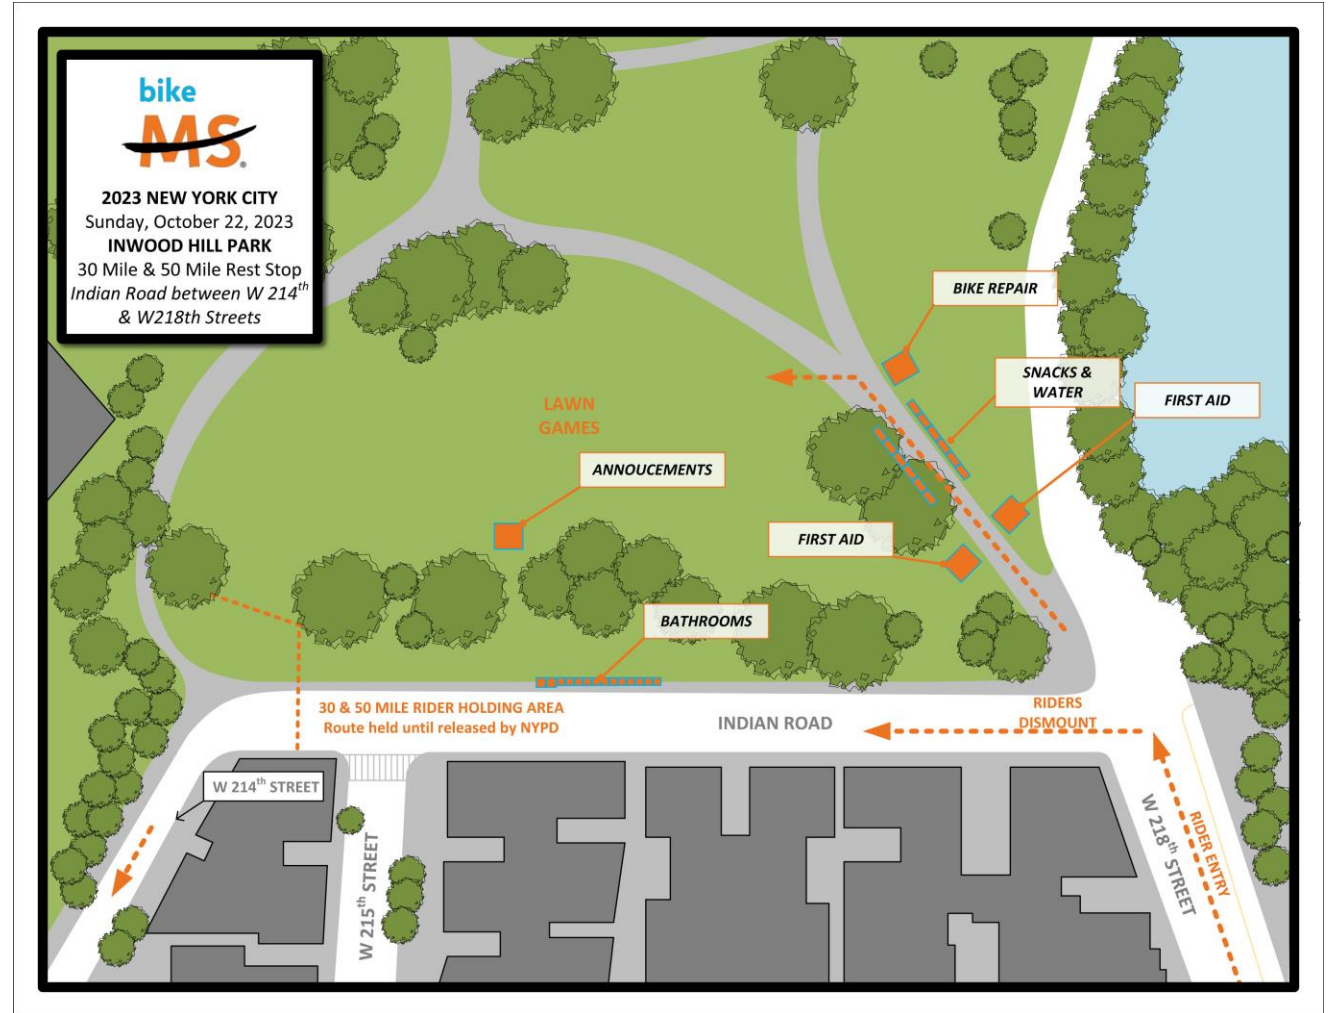 bike
MS®
2023 NEW YORK CITY
Sunday, October 22, 2023
INWOOD HILL PARK
30 Mile & 50 Mile Rest Stop
Indian Road between W 214th
& W218th Streets
BIKE REPAIR
SNACKS &
WATER
FIRST AID
LAWN
GAMES
ANNOUCEMENTS
FIRST AID
BATHROOMS
30 & 50 MILE RIDER HOLDING AREA
Route held until released by NYPD
INDIAN ROAD
RIDERS
DISMOUNT
W 214th STREET
W 215th STREET
W 218th STREET
RIDER ENTRY